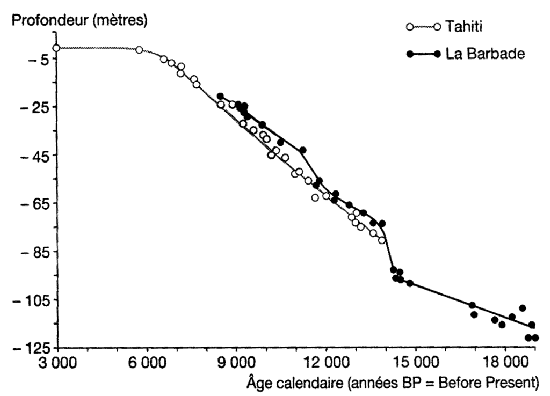 Profondeur (mètres)
Tahiti
La Barbade
– 5
– 25
– 45
– 65
– 85
– 105
– 125
3 000 6 000 9 000 12 000 15 000 18 000
Âge calendaire (années BP = Before Present)